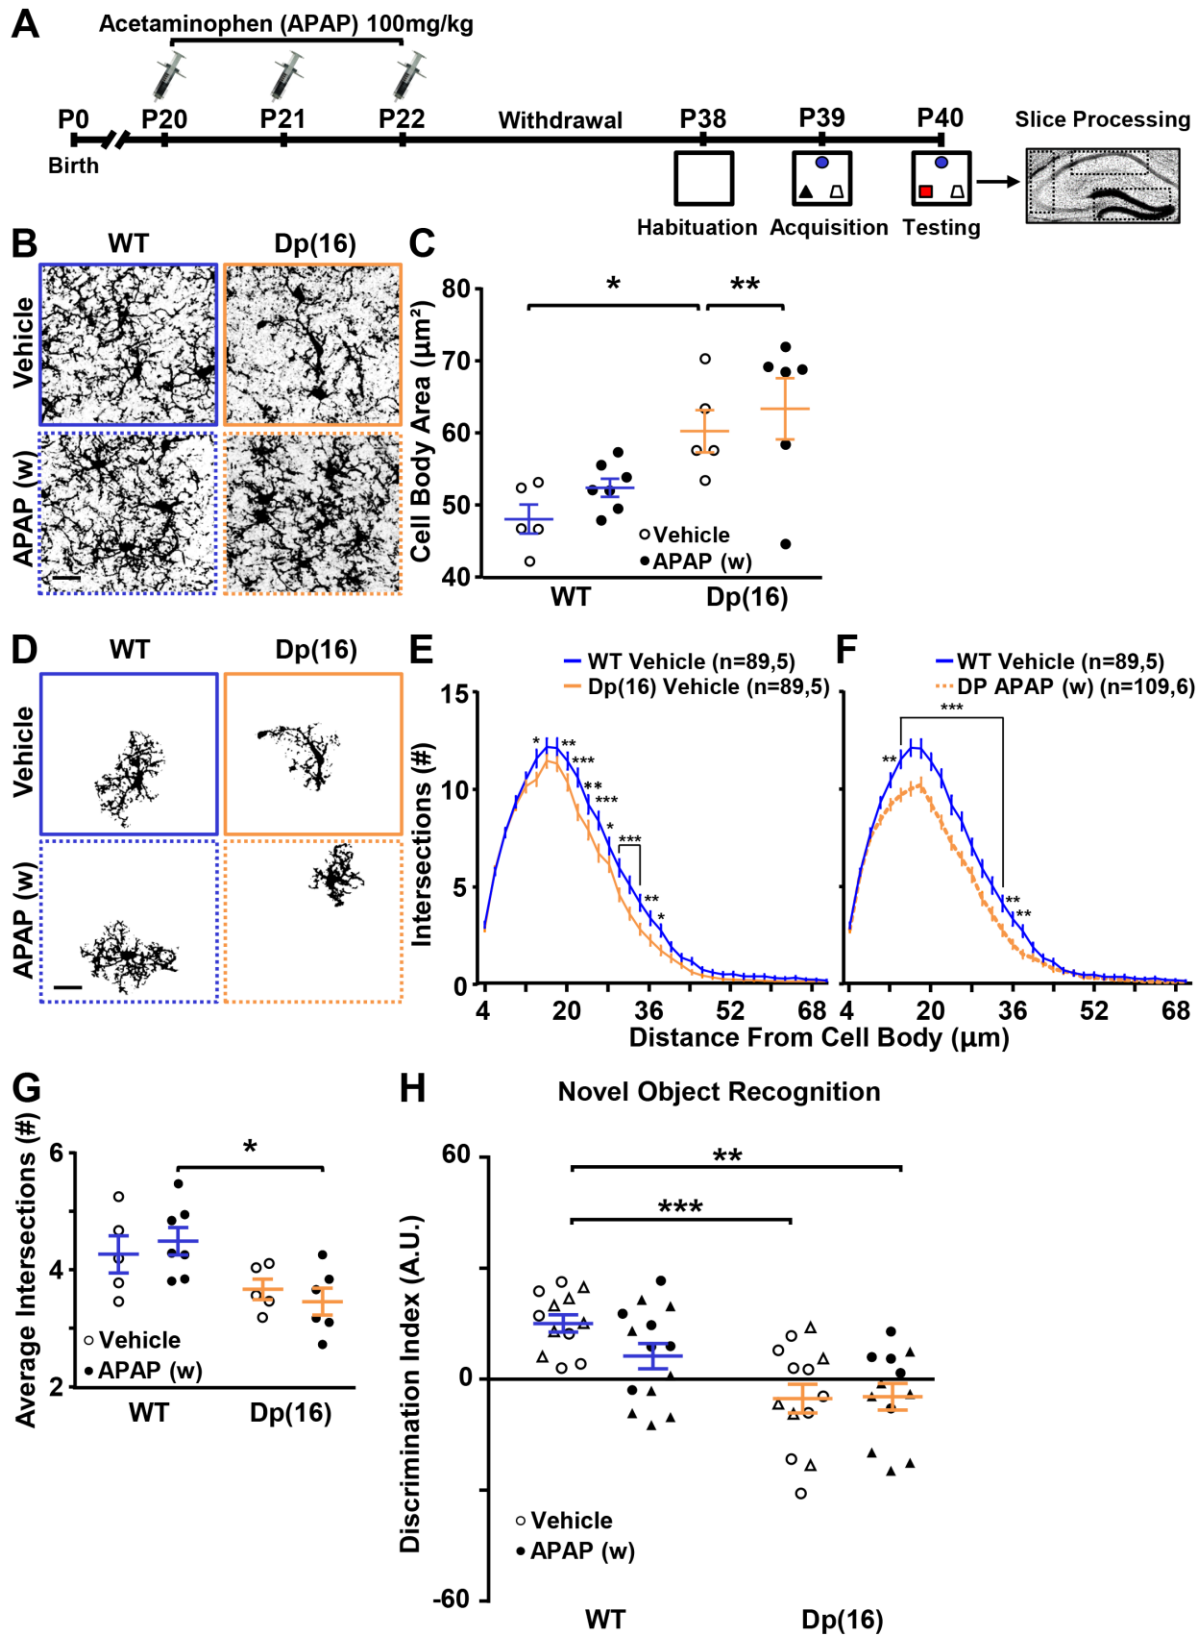 A
Acetaminophen (APAP) 100mg/kg
P0 P20 P21 P22 Withdrawal P38 P39 P40 Slice Processing
Birth
Habituation Acquisition Testing
B
WT Dp(16)
Vehicle
APAP (w)
C
Cell Body Area (µm²)
80
70
60
50
40
* **
Vehicle
APAP (w)
WT Dp(16)
D
WT Dp(16)
Vehicle
APAP (w)
E
WT Vehicle (n=89,5)
Dp(16) Vehicle (n=89,5)
Intersections (#)
15
10
5
0
* ** *** ** *** * *** ** *
4 20 36 52 68
F
WT Vehicle (n=89,5)
DP APAP (w) (n=109,6)
** *** ** **
4 20 36 52 68
Distance From Cell Body (µm)
G
Average Intersections (#)
6
4
2
*
Vehicle
APAP (w)
WT Dp(16)
H
Novel Object Recognition
Discrimination Index (A.U.)
60
0
-60
**
***
Vehicle
APAP (w)
WT Dp(16)